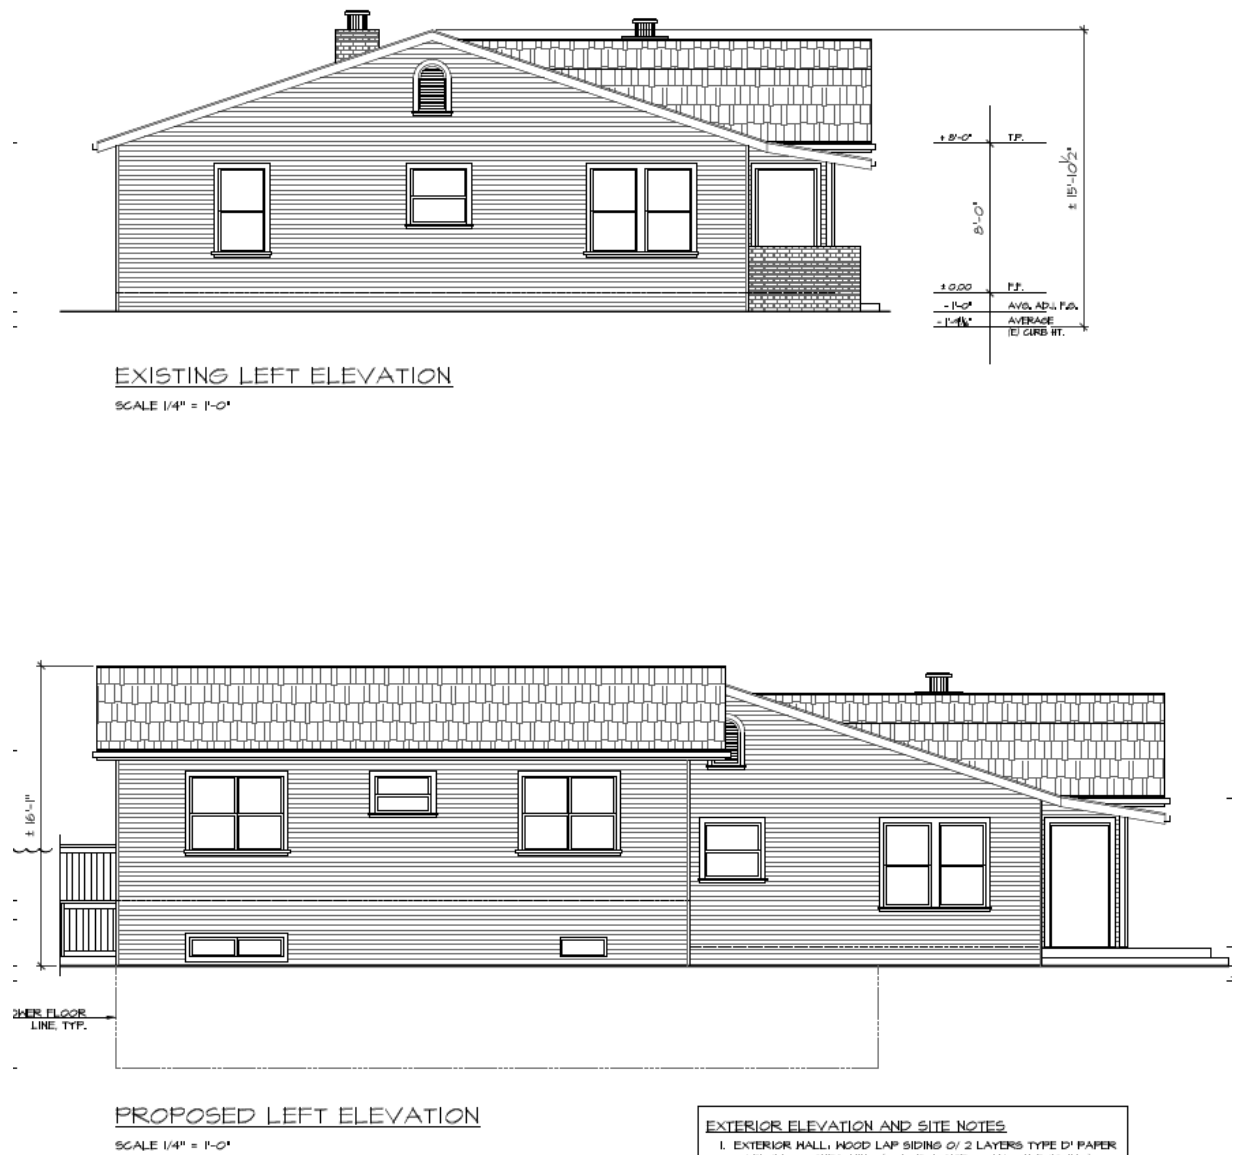 ± 8'-0" T.P.
8'-0"
± 15'-10½"
± 0.00 F.F.
- 1'-0" AVG. ADJ. F.G.
AVERAGE
(E) CURB HT.
EXISTING LEFT ELEVATION
SCALE 1/4" = 1'-0"
± 16'-1"
OWER FLOOR
LINE, TYP.
PROPOSED LEFT ELEVATION
SCALE 1/4" = 1'-0"
EXTERIOR ELEVATION AND SITE NOTES
1. EXTERIOR WALL: WOOD LAP SIDING O/ 2 LAYERS TYPE 'D' PAPER